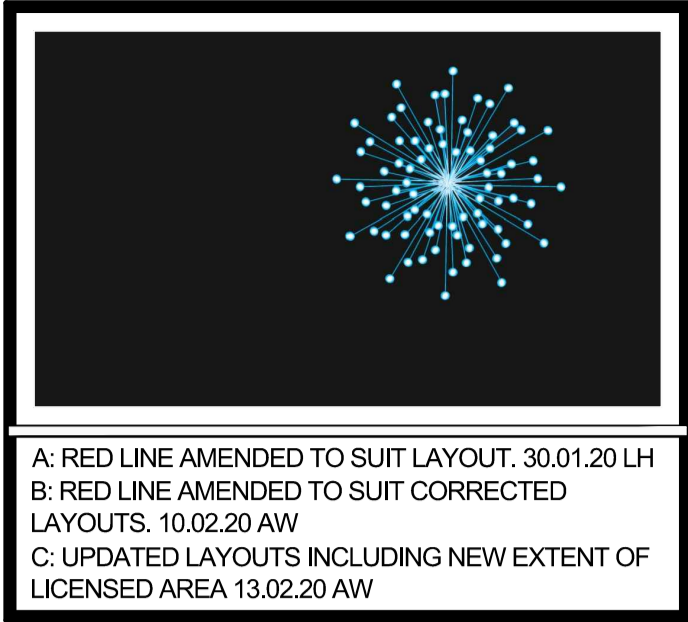 A: RED LINE AMENDED TO SUIT LAYOUT. 30.01.20 LH
B: RED LINE AMENDED TO SUIT CORRECTED
LAYOUTS. 10.02.20 AW
C: UPDATED LAYOUTS INCLUDING NEW EXTENT OF
LICENSED AREA 13.02.20 AW